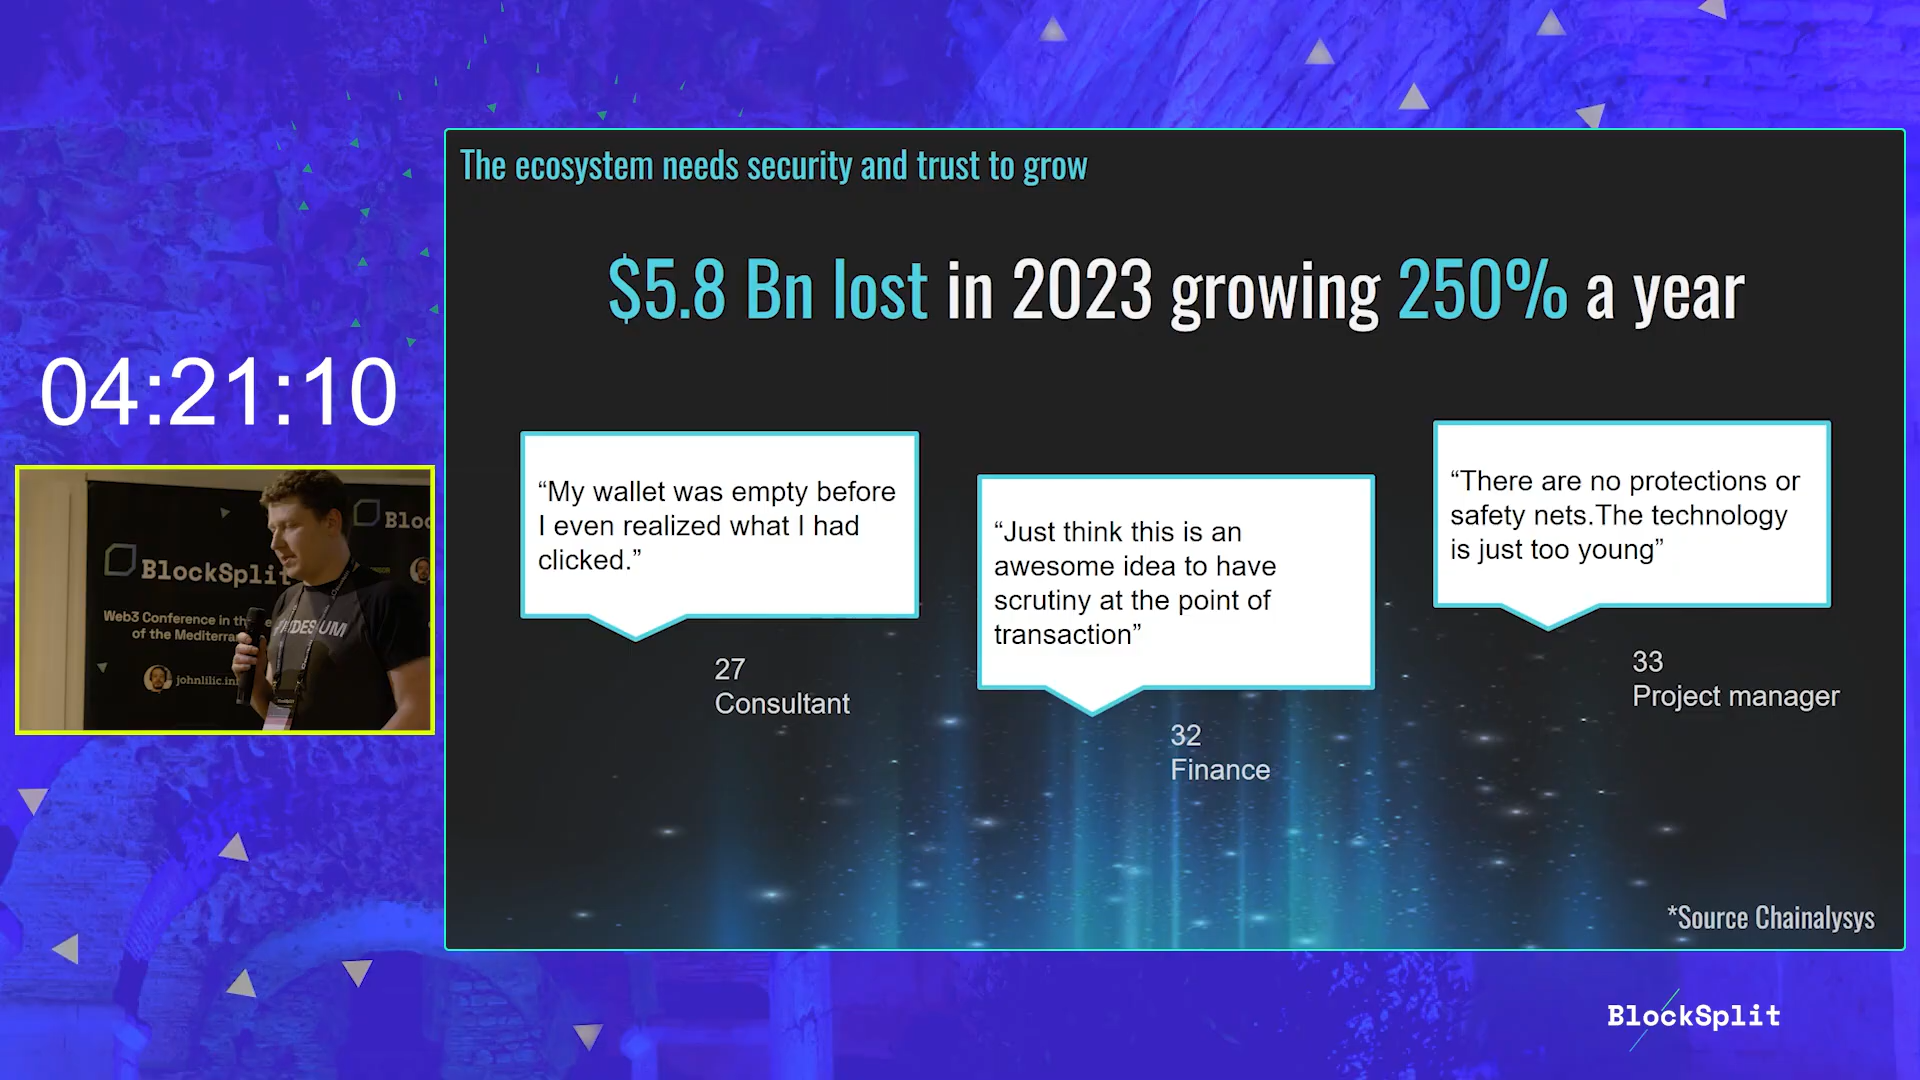 The ecosystem needs security and trust to grow
$5.8 Bn lost in 2023 growing 250% a year
04:21:10
“My wallet was empty before
I even realized what I had
clicked.”
27
Consultant
“Just think this is an
awesome idea to have
scrutiny at the point of
transaction”
32
Finance
“There are no protections or
safety nets.The technology
is just too young”
33
Project manager
*Source Chainalysys
BlockSplit
Web3 Conference in the
of the Mediterra
johnlilic.
Bloc
BlockSplit